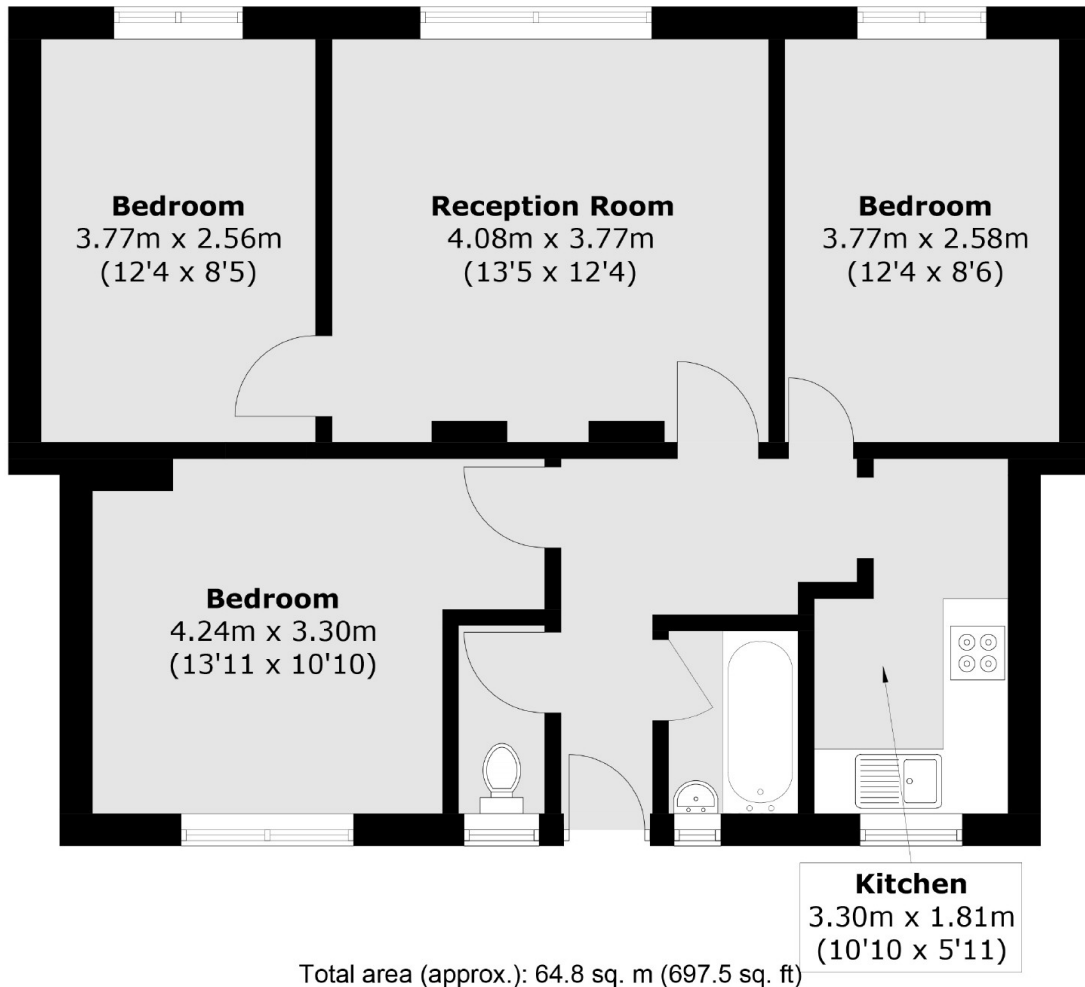 Bedroom
3.77m x 2.56m
(12'4 x 8'5)
Reception Room
4.08m x 3.77m
(13'5 x 12'4)
Bedroom
3.77m x 2.58m
(12'4 x 8'6)
Bedroom
4.24m x 3.30m
(13'11 x 10'10)
Kitchen
3.30m x 1.81m
(10'10 x 5'11)
Total area (approx.): 64.8 sq. m (697.5 sq. ft)